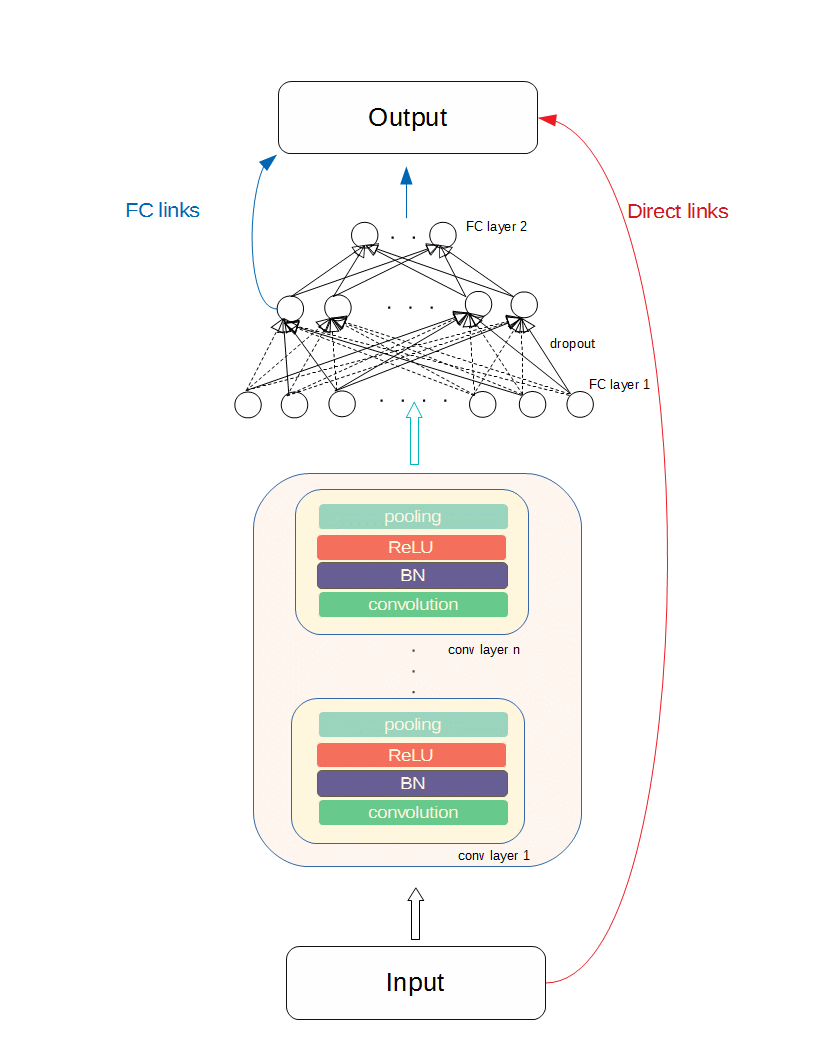 Output
FC links
Direct links
FC layer 2
dropout
FC layer 1
pooling
ReLU
BN
convolution
conv layer n
pooling
ReLU
BN
convolution
conv layer 1
Input